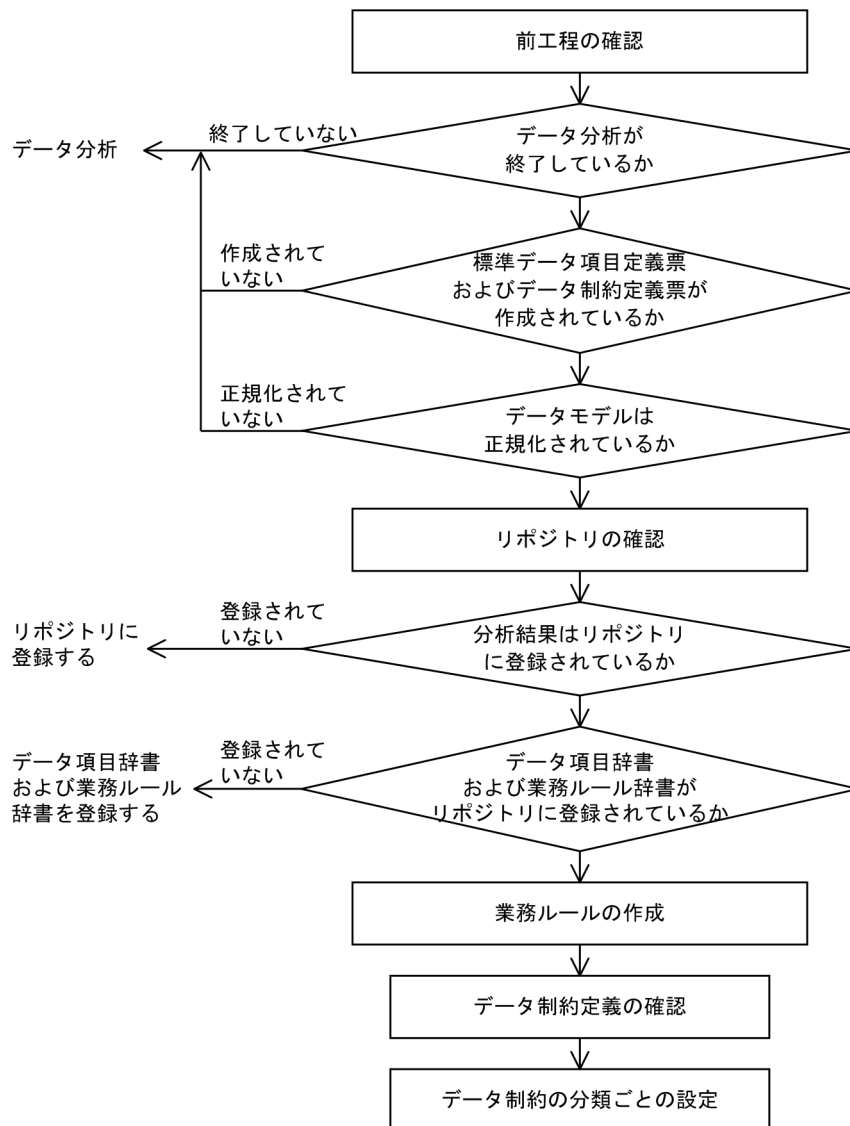 前工程の確認
終了していない
データ分析
データ分析が
終了しているか
作成されて
いない
標準データ項目定義票
およびデータ制約定義票が
作成されているか
正規化されて
いない
データモデルは
正規化されているか
リポジトリの確認
登録されて
いない
リポジトリに
登録する
分析結果はリポジトリ
に登録されているか
登録されて
いない
データ項目辞書
および業務ルール
辞書を登録する
データ項目辞書
および業務ルール辞書が
リポジトリに登録されているか
業務ルールの作成
データ制約定義の確認
データ制約の分類ごとの設定